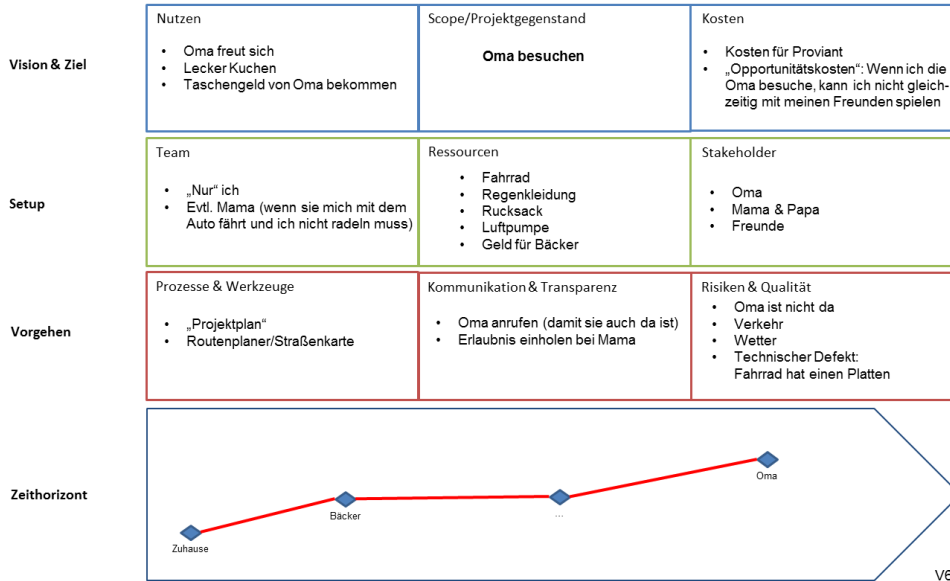 Vision & Ziel
Nutzen
• Oma freut sich
• Lecker Kuchen
• Taschengeld von Oma bekommen
Scope/Projektgegenstand
Oma besuchen
Kosten
• Kosten für Proviant
• „Opportunitätskosten“: Wenn ich die
Oma besuche, kann ich nicht gleich-
zeitig mit meinen Freunden spielen
Setup
Team
• „Nur“ ich
• Evtl. Mama (wenn sie mich mit dem
Auto fährt und ich nicht radeln muss)
Ressourcen
• Fahrrad
• Regenkleidung
• Rucksack
• Luftpumpe
• Geld für Bäcker
Stakeholder
• Oma
• Mama & Papa
• Freunde
Vorgehen
Prozesse & Werkzeuge
• „Projektplan“
• Routenplaner/Straßenkarte
Kommunikation & Transparenz
• Oma anrufen (damit sie auch da ist)
• Erlaubnis einholen bei Mama
Risiken & Qualität
• Oma ist nicht da
• Verkehr
• Wetter
• Technischer Defekt:
Fahrrad hat einen Platten
Zeithorizont
Zuhause
Bäcker
...
Oma
V6